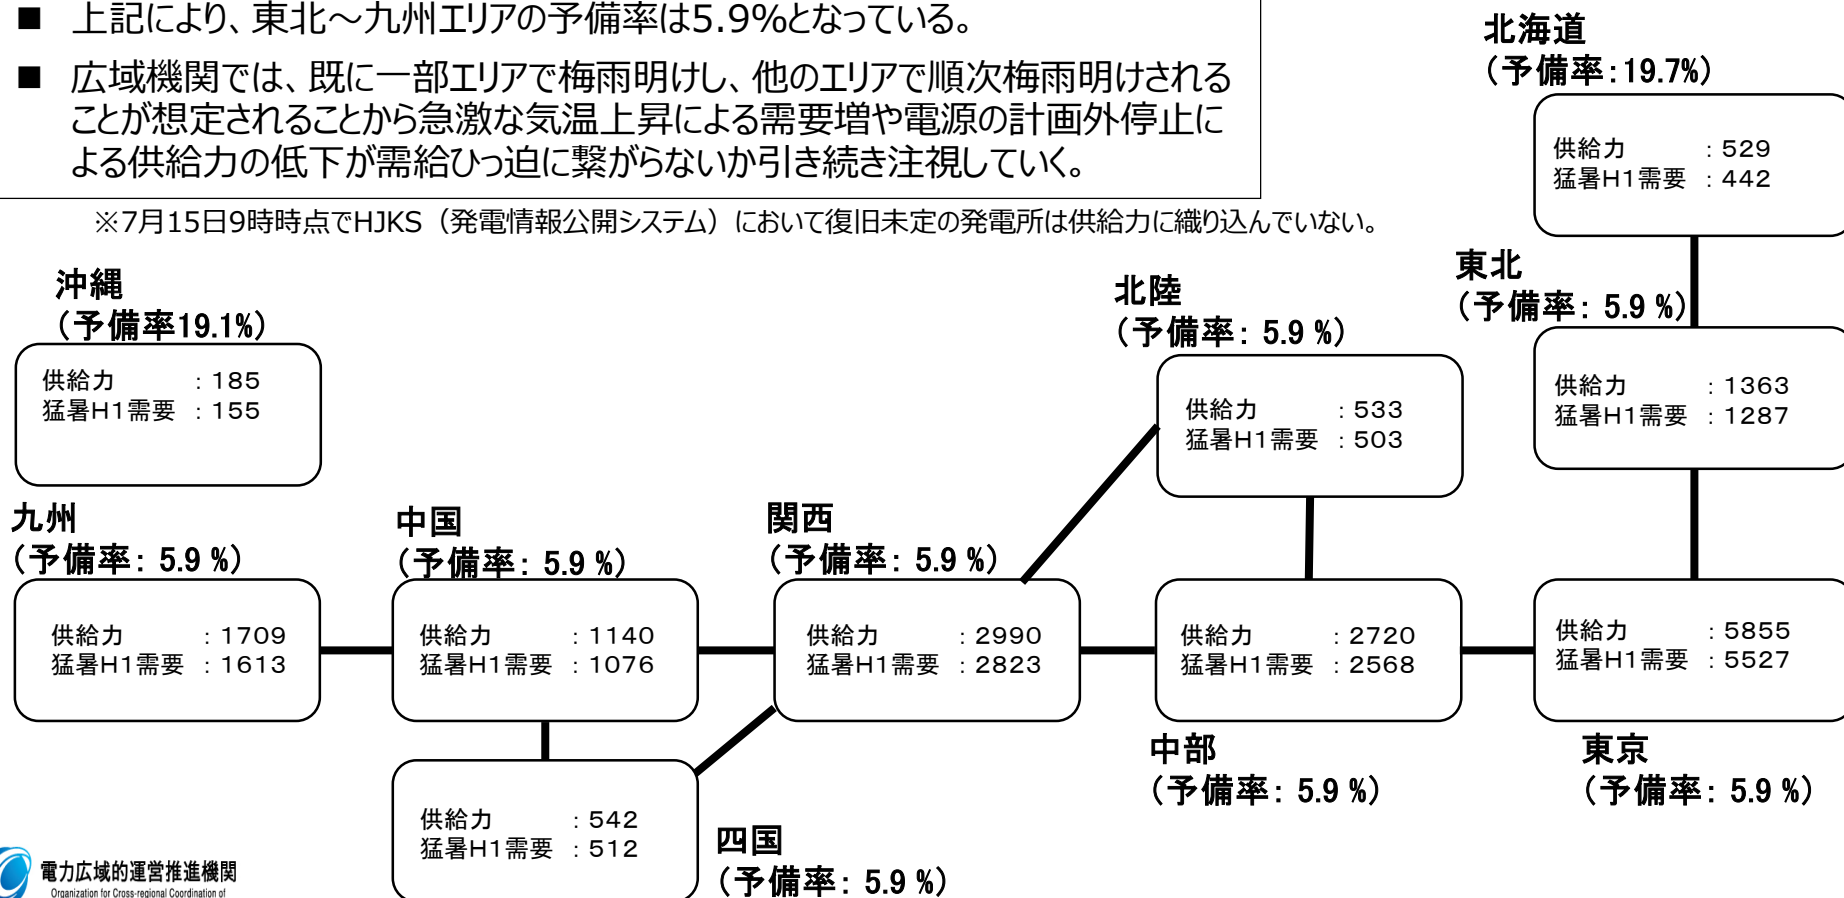 ■ 上記により、東北～九州エリアの予備率は5.9%となっている。
■ 広域機関では、既に一部エリアで梅雨明けし、他のエリアで順次梅雨明けされる
ことが想定されることから急激な気温上昇による需要増や電源の計画外停止に
よる供給力の低下が需給ひっ迫に繋がらないか引き続き注視していく。
※7月15日9時時点でHJKS（発電情報公開システム）において復旧未定の発電所は供給力に織り込んでいない。
北海道
（予備率：19.7%）
供給力 ：529
猛暑H1需要 ：442
東北
（予備率： 5.9 %）
供給力 ：1363
猛暑H1需要 ：1287
沖縄
（予備率19.1%）
供給力 ：185
猛暑H1需要 ：155
北陸
（予備率： 5.9 %）
供給力 ：533
猛暑H1需要 ：503
九州
（予備率： 5.9 %）
供給力 ：1709
猛暑H1需要 ：1613
中国
（予備率： 5.9 %）
供給力 ：1140
猛暑H1需要 ：1076
関西
（予備率： 5.9 %）
供給力 ：2990
猛暑H1需要 ：2823
供給力 ：2720
猛暑H1需要 ：2568
中部
（予備率： 5.9 %）
供給力 ：5855
猛暑H1需要 ：5527
東京
（予備率： 5.9 %）
供給力 ：542
猛暑H1需要 ：512
四国
（予備率： 5.9 %）
電力広域的運営推進機関
Organization for Cross-regional Coordination of